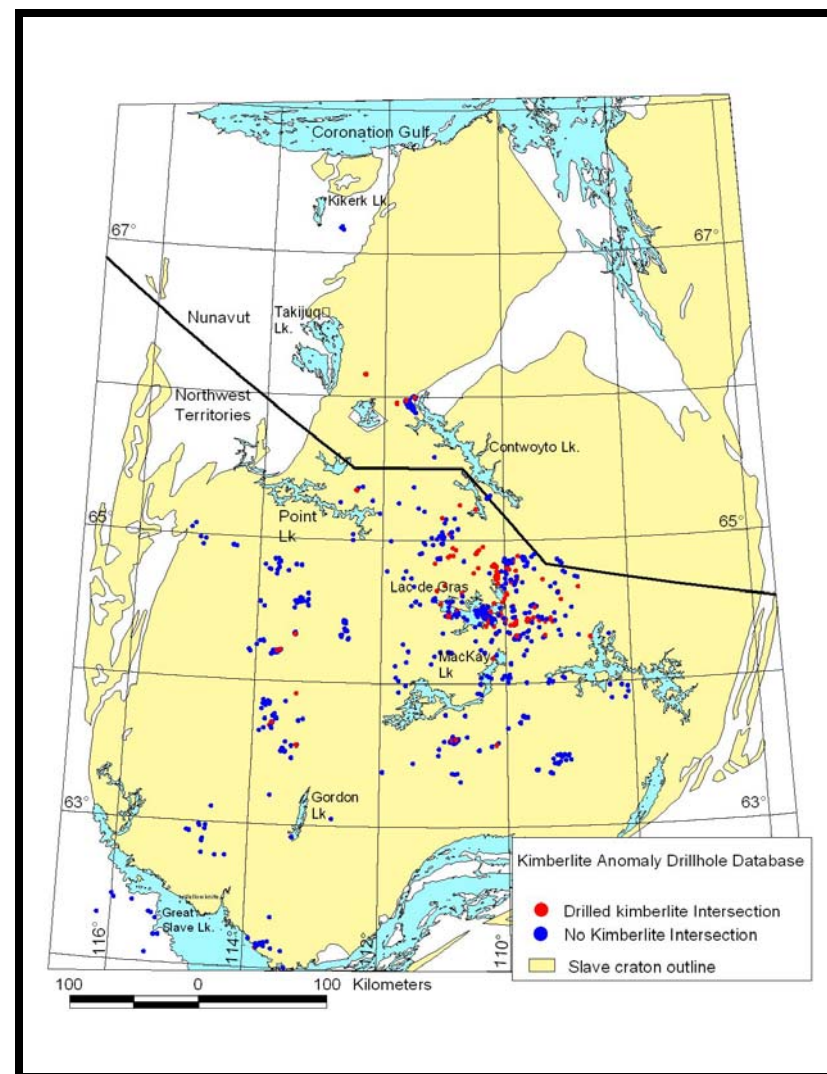 Coronation Gulf
Kikerk Lk.
67°
67°
Nunavut
Takijuq
Lk.
Northwest
Territories
Contwoyto Lk.
Point
Lk
65°
65°
Lac de Gras
MacKay
Lk
Gordon
Lk
63°
63°
Kimberlite Anomaly Drillhole Database
Drilled kimberlite Intersection
No Kimberlite Intersection
Slave craton outline
Great
Slave Lk.
116°
114°
12°
110°
100
0
100
Kilometers